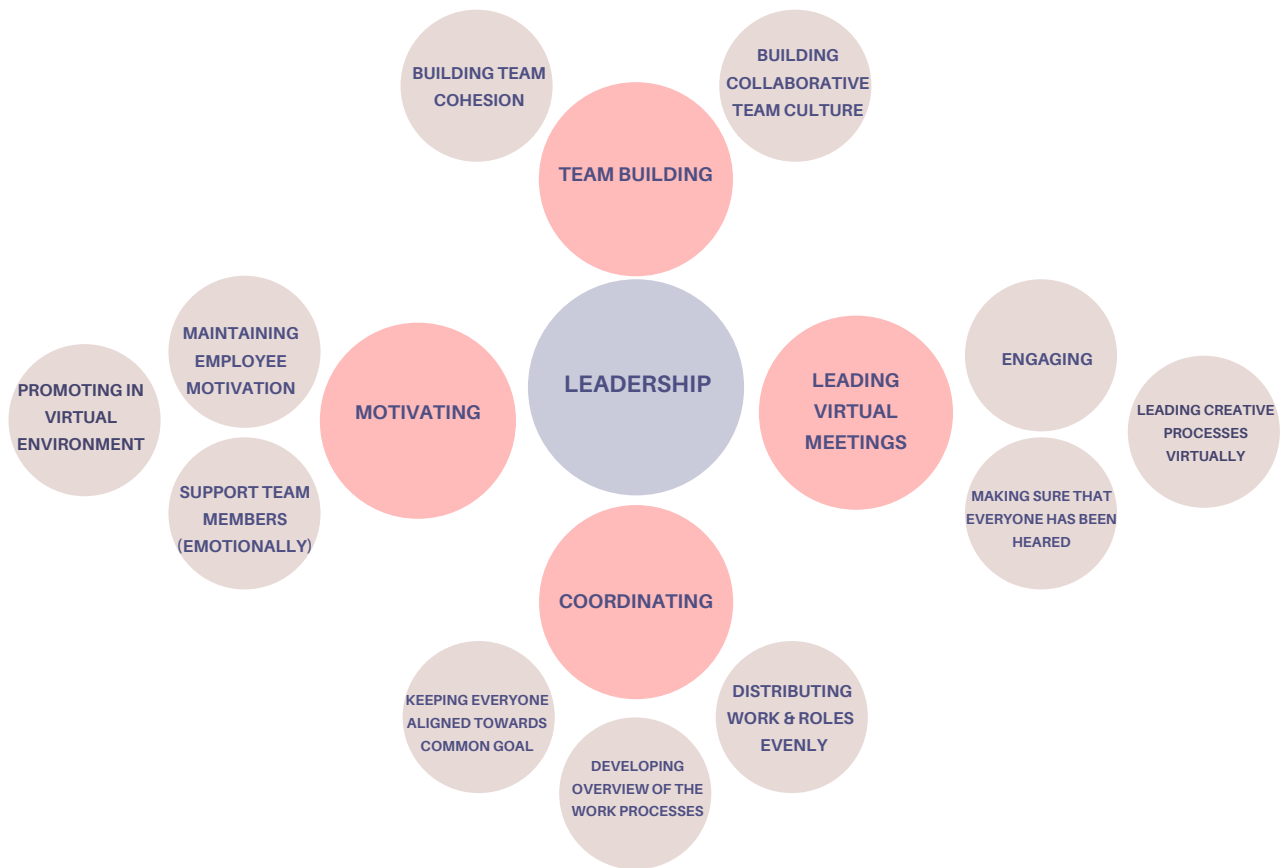 BUILDING TEAM
COHESION
BUILDING
COLLABORATIVE
TEAM CULTURE
TEAM BUILDING
LEADERSHIP
MOTIVATING
MAINTAINING
EMPLOYEE
MOTIVATION
PROMOTING IN
VIRTUAL
ENVIRONMENT
SUPPORT TEAM
MEMBERS
(EMOTIONALLY)
LEADING
VIRTUAL
MEETINGS
ENGAGING
LEADING CREATIVE
PROCESSES
VIRTUALLY
MAKING SURE THAT
EVERYONE HAS BEEN
HEARED
COORDINATING
KEEPING EVERYONE
ALIGNED TOWARDS
COMMON GOAL
DEVELOPING
OVERVIEW OF THE
WORK PROCESSES
DISTRIBUTING
WORK & ROLES
EVENLY